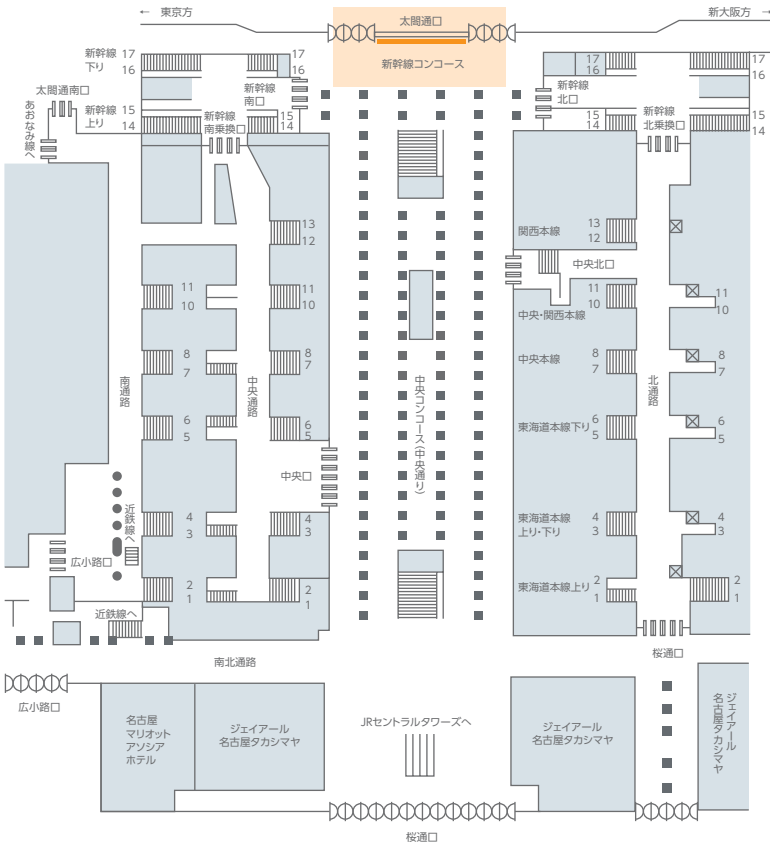 ← 東京方
太閤通口
新大阪方 →
新幹線コンコース
新幹線
下り
17
16
17
16
新幹線
南口
太閤通南口
あおなみ線へ
新幹線
上り
15
14
新幹線
南乗換口
15
14
17
16
新幹線
北口
17
16
15
14
新幹線
北乗換口
15
14
13
12
関西本線
13
12
中央北口
11
10
11
10
中央・関西本線
11
10
11
10
8
7
8
7
中央本線
8
7
8
7
南通路
中央通路
中央コンコース(中央通り)
北通路
6
5
6
5
東海道本線下り
6
5
6
5
中央口
近鉄線へ
4
3
4
3
東海道本線
上り・下り
4
3
4
3
広小路口
2
1
2
1
東海道本線上り
2
1
2
1
近鉄線へ
南北通路
桜通口
広小路口
名古屋
マリオット
アソシア
ホテル
ジェイアール
名古屋タカシマヤ
JRセントラルタワーズへ
ジェイアール
名古屋タカシマヤ
ジェイアール
名古屋タカシマヤ
桜通口